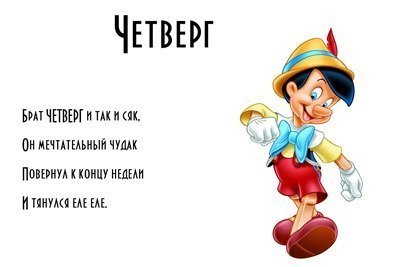 Четверг
Брат ЧЕТВЕРГ и так и сяк,
Он мечтательный чудак
Повернул к концу недели
И тянулся еле еле.